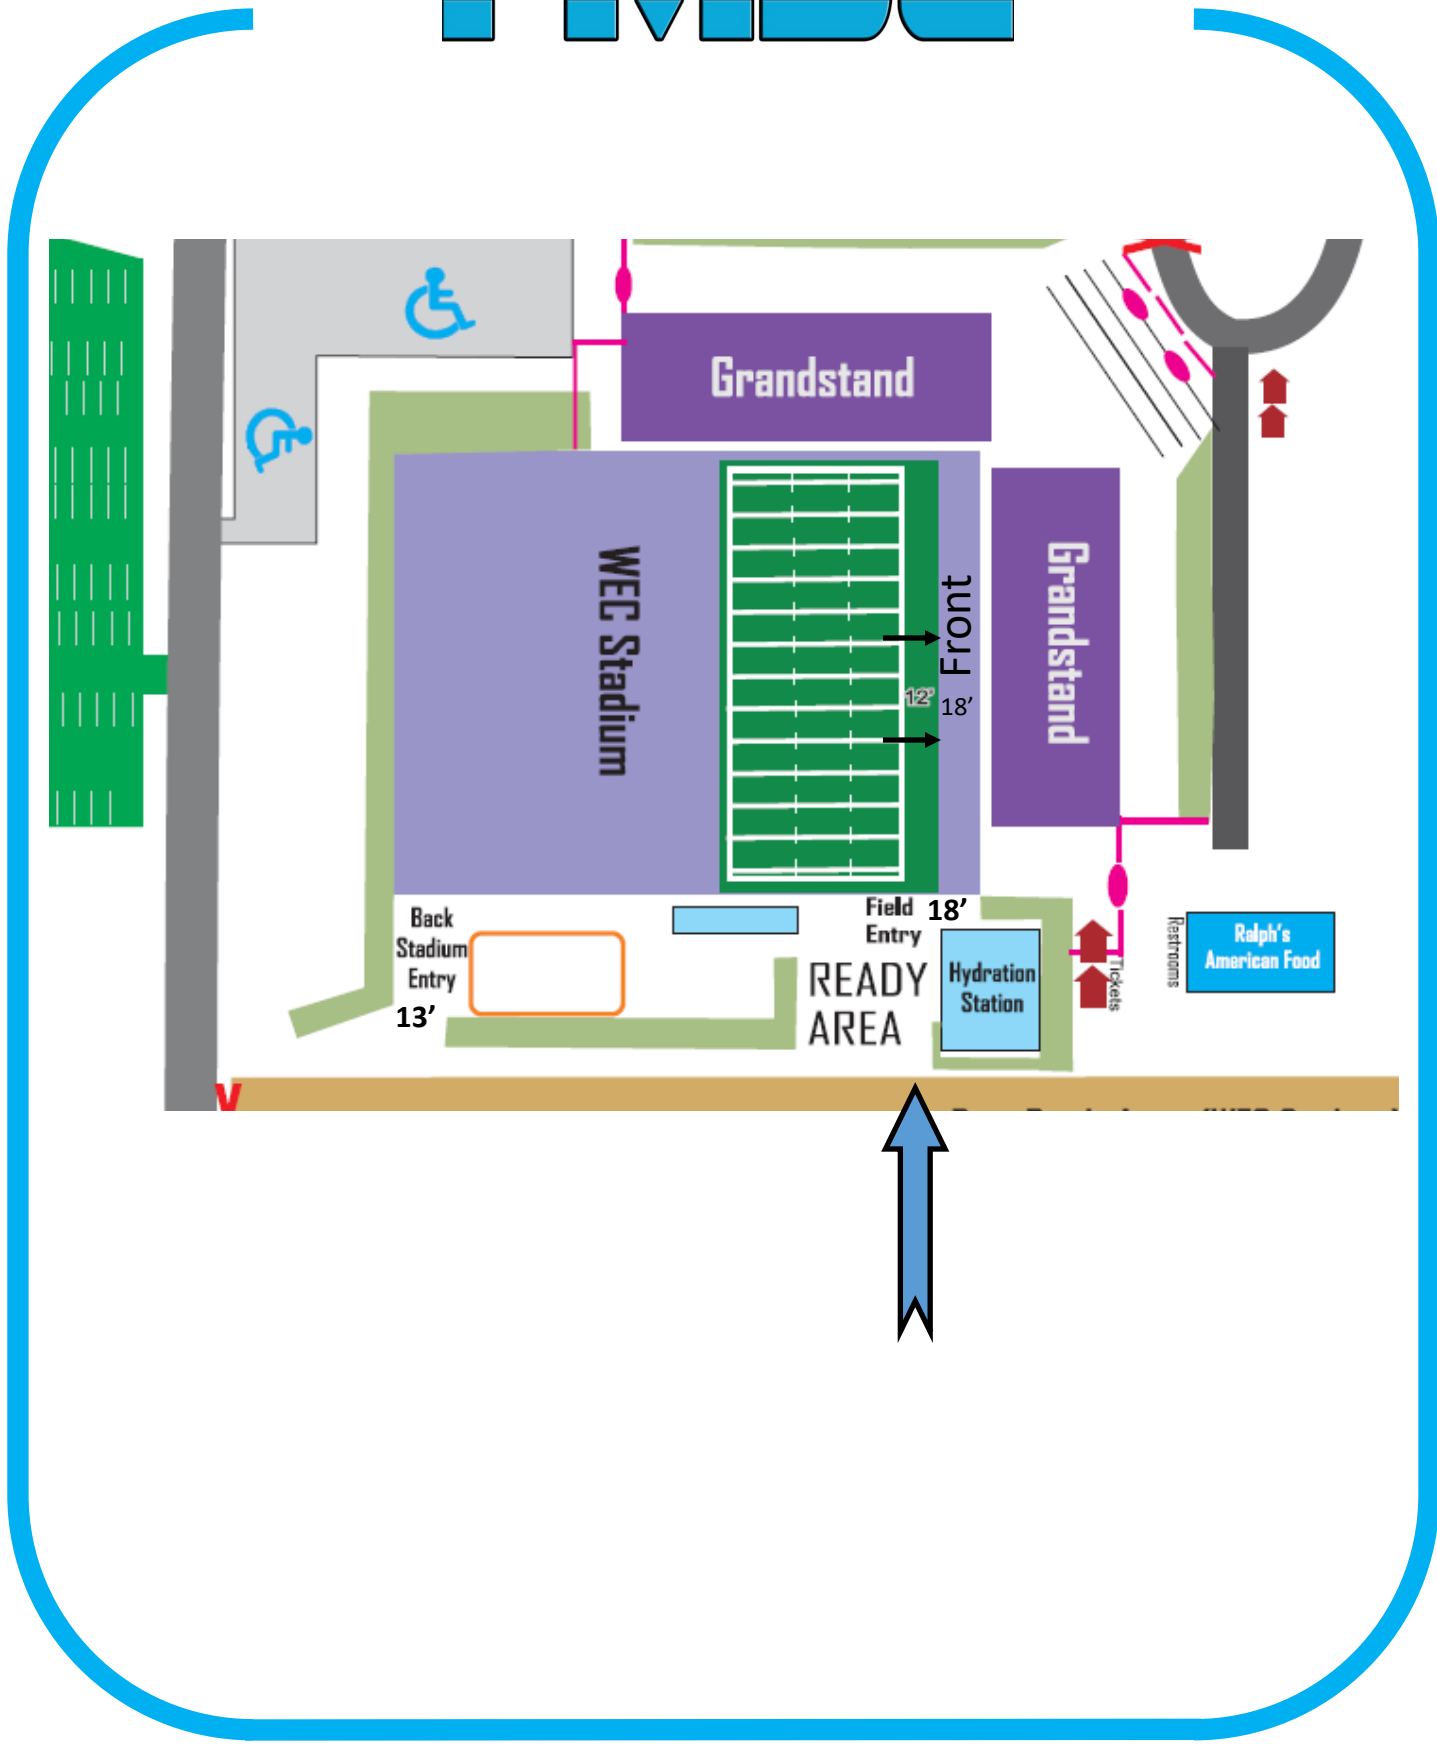 Grandstand
WEC Stadium
Front
12'
18’
Grandstand
Back
Stadium
Entry
13’
Field
Entry
18’
READY
AREA
Hydration
Station
Tickets
Restrooms
Ralph's
American Food